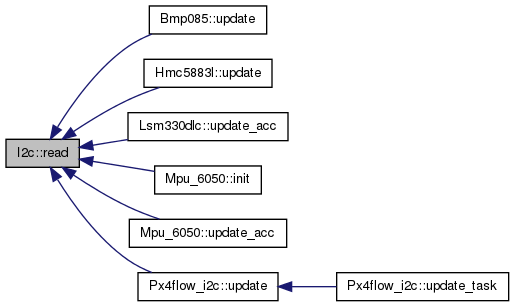 Bmp085::update
Hmc5883l::update
Lsm330dlc::update_acc
I2c::read
Mpu_6050::init
Mpu_6050::update_acc
Px4flow_i2c::update
Px4flow_i2c::update_task